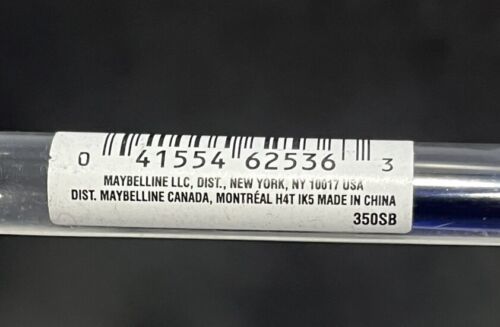 0 41554 62536 3
MAYBELLINE LLC, DIST., NEW YORK, NY 10017 USA
DIST. MAYBELLINE CANADA, MONTRÉAL H4T IK5 MADE IN CHINA
350SB